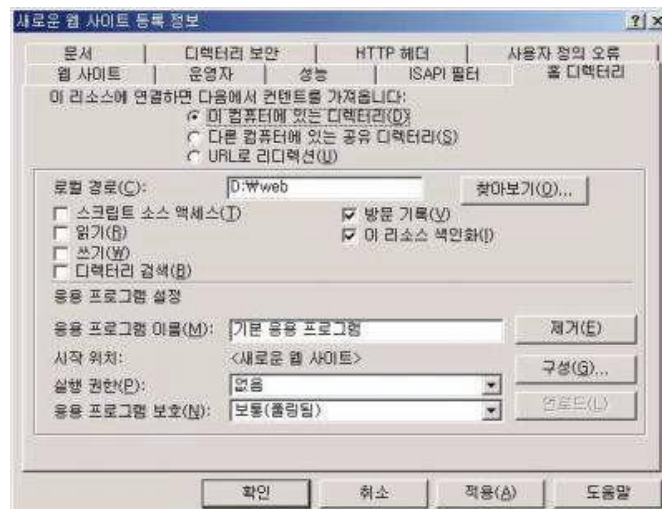 새로운 웹 사이트 등록 정보
문서 디렉터리 보안 HTTP 헤더 사용자 정의 오류
웹 사이트 운영자 성능 ISAPI 필터 홈 디렉터리
이 리소스에 연결하면 다음에서 컨텐트를 가져옵니다:
이 컴퓨터에 있는 디렉터리(D)
다른 컴퓨터에 있는 공유 디렉터리(S)
URL로 리디렉션(U)
로컬 경로(C): D:₩web 찾아보기(O)...
스크립트 소스 액세스(T) 방문 기록(V)
읽기(R) 이 리소스 색인화(I)
쓰기(W)
디렉터리 검색(B)
응용 프로그램 설정
응용 프로그램 이름(M): 기본 응용 프로그램 제거(E)
시작 위치: <새로운 웹 사이트>
구성(G)...
실행 권한(P): 없음
응용 프로그램 보호(N): 보통(풀링됨) 언로드(L)
확인 취소 적용(A) 도움말